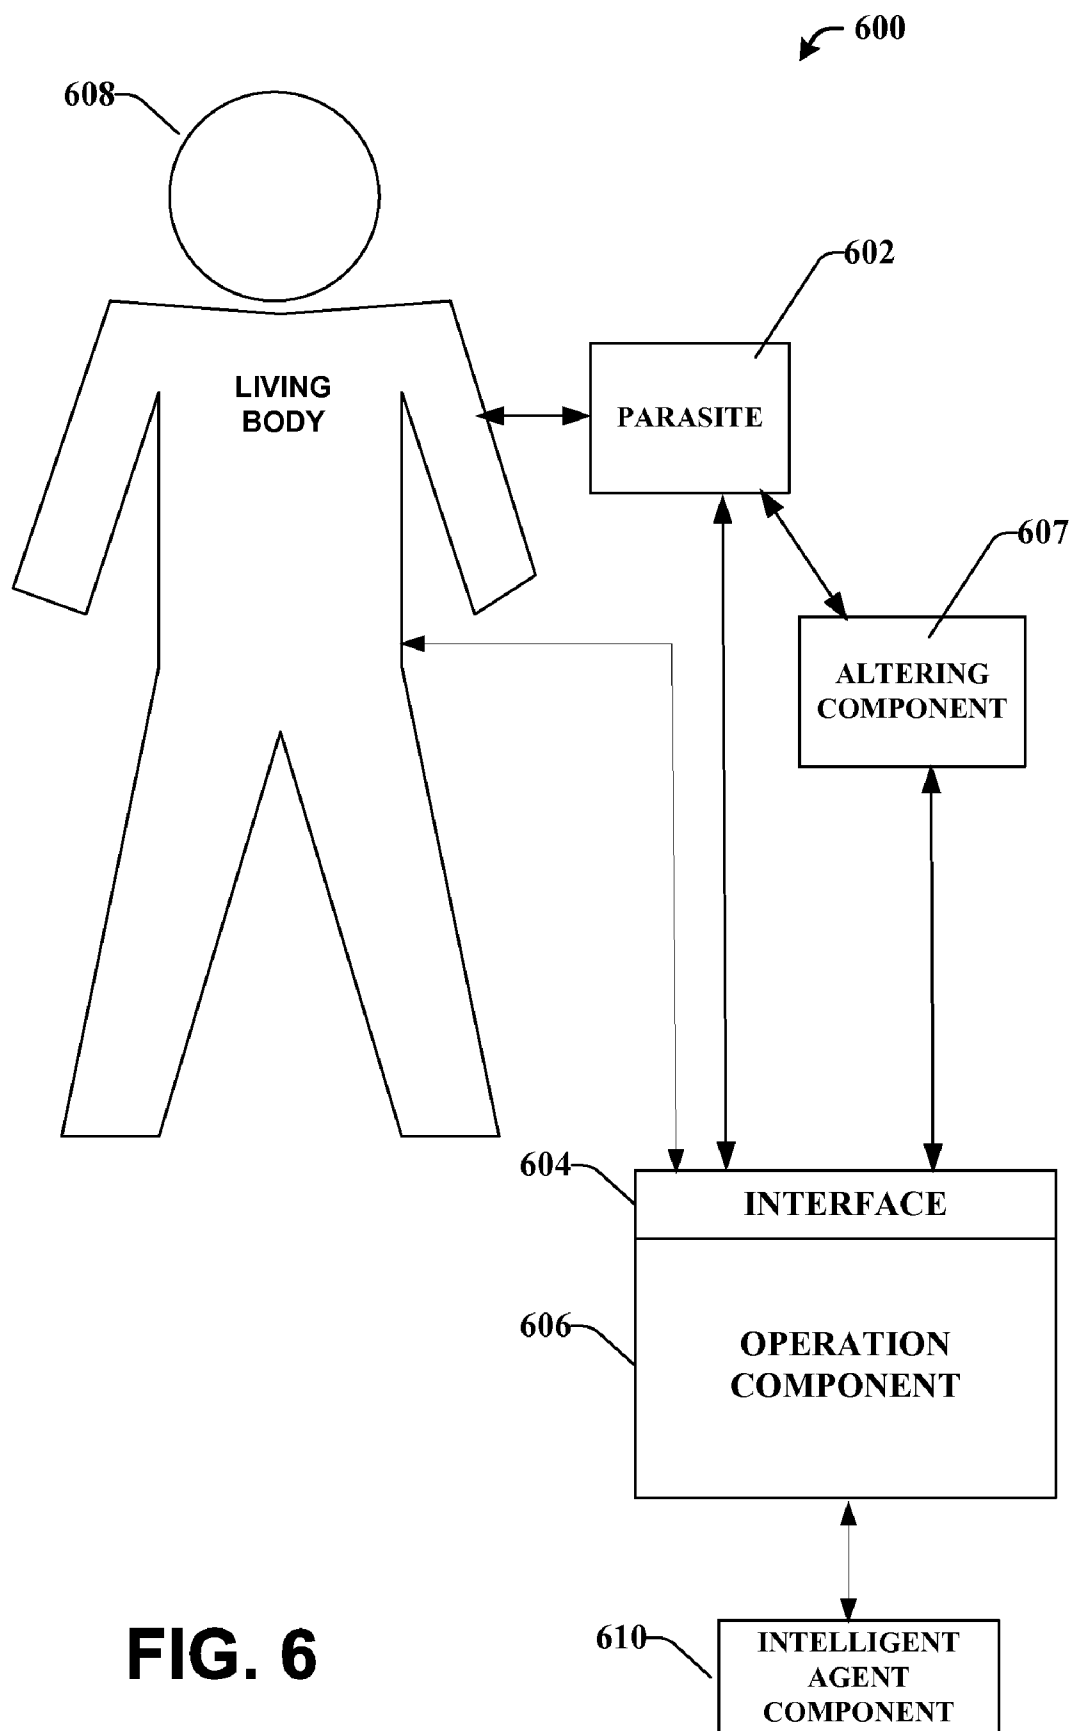 600
608
602
LIVING
BODY
PARASITE
607
ALTERING
COMPONENT
604
INTERFACE
606
OPERATION
COMPONENT
FIG. 6
610
INTELLIGENT
AGENT
COMPONENT